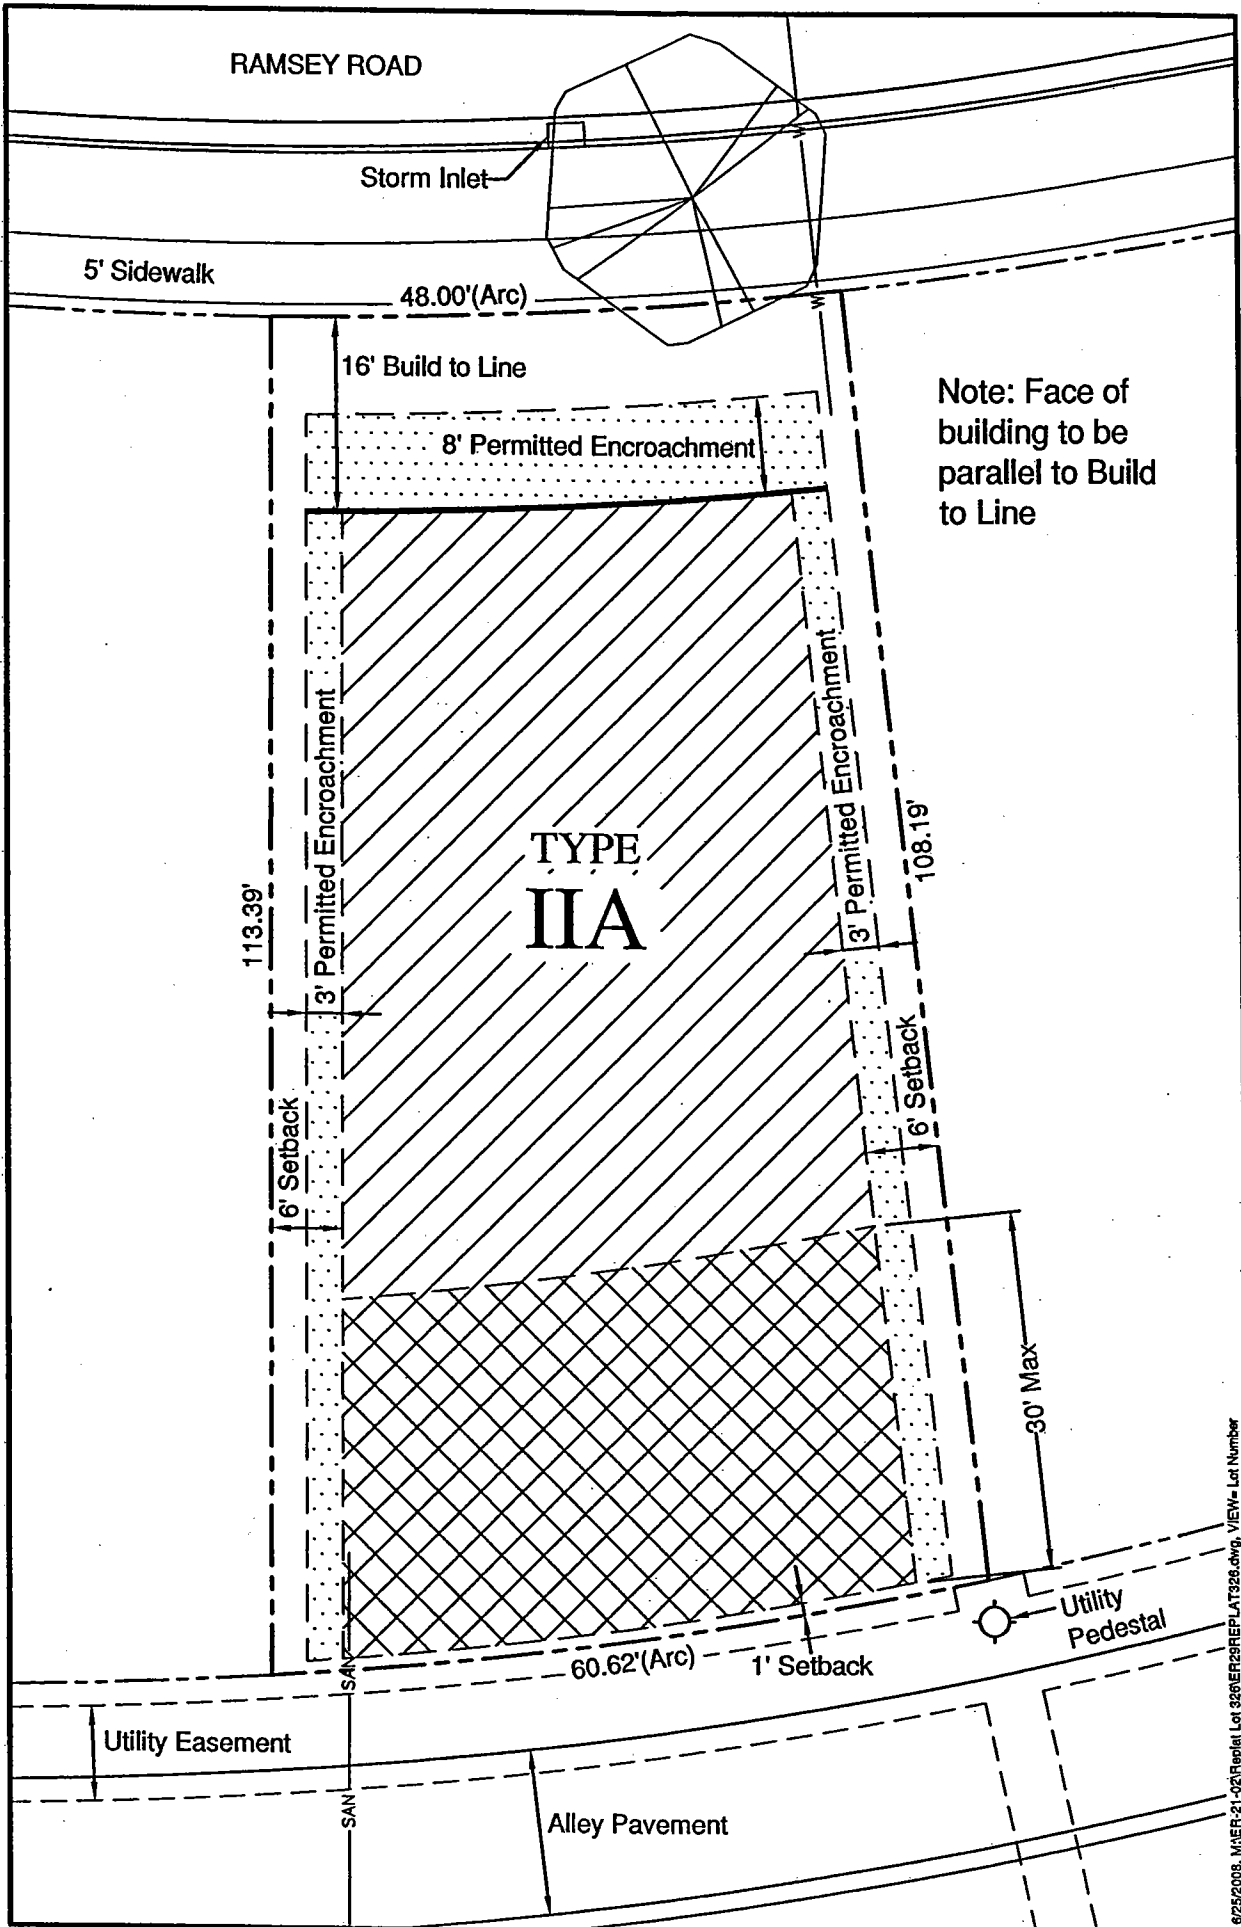 RAMSEY ROAD
Storm Inlet
W
5' Sidewalk
48.00'(Arc)
W
16' Build to Line
Note: Face of
building to be
parallel to Build
to Line
8' Permitted Encroachment
3' Permitted Encroachment
3' Permitted Encroachment
TYPE
IIA
113.39'
108.19'
6' Setback
6' Setback
30' Max
Utility
Pedestal
60.62'(Arc)
1' Setback
SAN
Utility Easement
SAN
Alley Pavement
6/25/2008, M:\ER-21-02\Replat Lot 326\ER29REPLAT326.dwg, VIEW= Lot Number